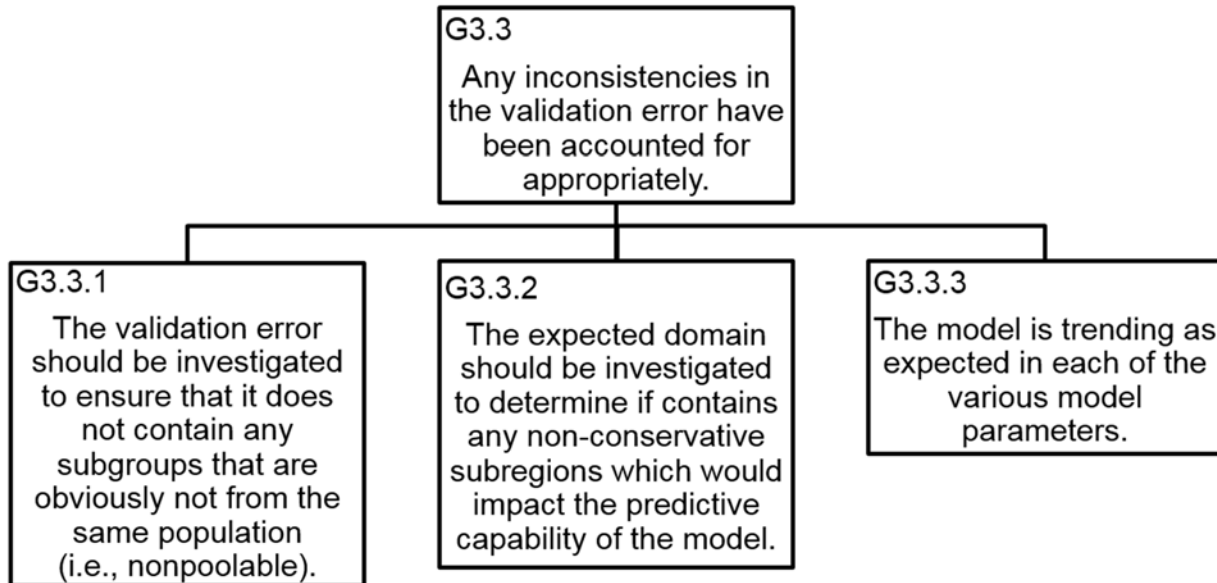 G3.3
Any inconsistencies in
the validation error have
been accounted for
appropriately.
G3.3.1
The validation error
should be investigated
to ensure that it does
not contain any
subgroups that are
obviously not from the
same population
(i.e., nonpoolable).
G3.3.2
The expected domain
should be investigated
to determine if contains
any non-conservative
subregions which would
impact the predictive
capability of the model.
G3.3.3
The model is trending as
expected in each of the
various model
parameters.